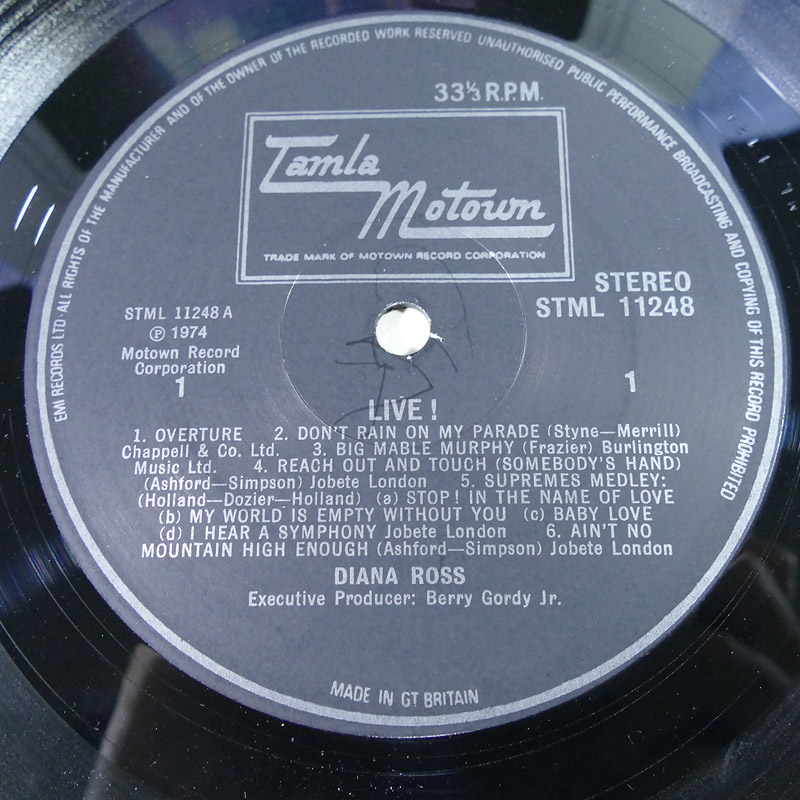 EMI RECORDS LTD· ALL RIGHTS OF THE MANUFACTURER AND OF THE OWNER OF THE RECORDED WORK RESERVED UNAUTHORISED PUBLIC PERFORMANCE BROADCASTING AND COPYING OF THIS RECORD PROHIBITED
33⅓ R.P.M.
Tamla
Motown
TRADE MARK OF MOTOWN RECORD CORPORATION
STEREO
STML 11248
STML 11248 A
℗ 1974
Motown Record
Corporation
1
1
LIVE !
1. OVERTURE 2. DON'T RAIN ON MY PARADE (Styne—Merrill)
Chappell & Co. Ltd. 3. BIG MABLE MURPHY (Frazier) Burlington
Music Ltd. 4. REACH OUT AND TOUCH (SOMEBODY'S HAND)
(Ashford—Simpson) Jobete London 5. SUPREMES MEDLEY:
(Holland—Dozier—Holland) (a) STOP! IN THE NAME OF LOVE
(b) MY WORLD IS EMPTY WITHOUT YOU (c) BABY LOVE
(d) I HEAR A SYMPHONY Jobete London 6. AIN'T NO
MOUNTAIN HIGH ENOUGH (Ashford—Simpson) Jobete London
DIANA ROSS
Executive Producer: Berry Gordy Jr.
MADE IN GT BRITAIN